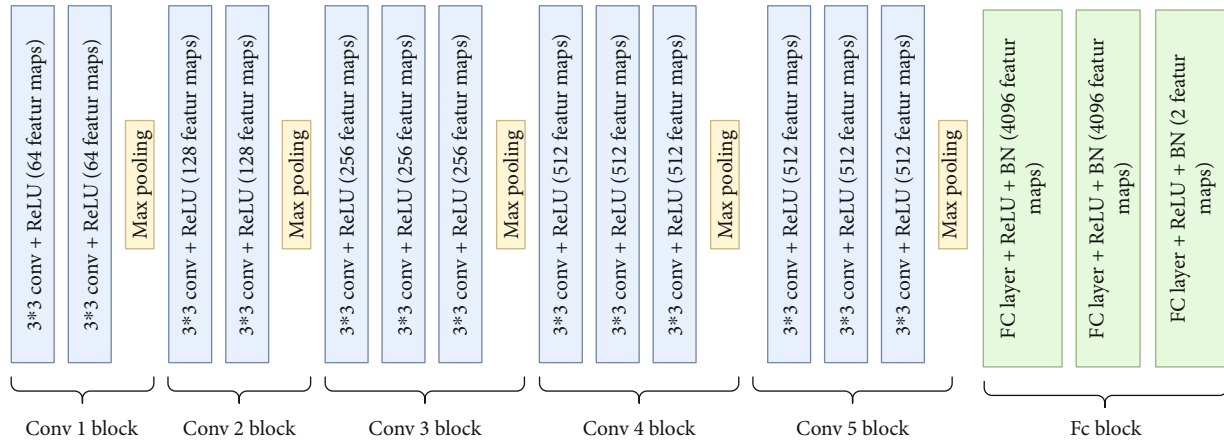 3*3 conv + ReLU (64 featur maps)
3*3 conv + ReLU (64 featur maps)
Max pooling
3*3 conv + ReLU (128 featur maps)
3*3 conv + ReLU (128 featur maps)
Max pooling
3*3 conv + ReLU (256 featur maps)
3*3 conv + ReLU (256 featur maps)
3*3 conv + ReLU (256 featur maps)
Max pooling
3*3 conv + ReLU (512 featur maps)
3*3 conv + ReLU (512 featur maps)
3*3 conv + ReLU (512 featur maps)
Max pooling
3*3 conv + ReLU (512 featur maps)
3*3 conv + ReLU (512 featur maps)
3*3 conv + ReLU (512 featur maps)
Max pooling
FC layer + ReLU + BN (4096 featur
maps)
FC layer + ReLU + BN (4096 featur
maps)
FC layer + ReLU + BN (2 featur
maps)
Conv 1 block
Conv 2 block
Conv 3 block
Conv 4 block
Conv 5 block
Fc block